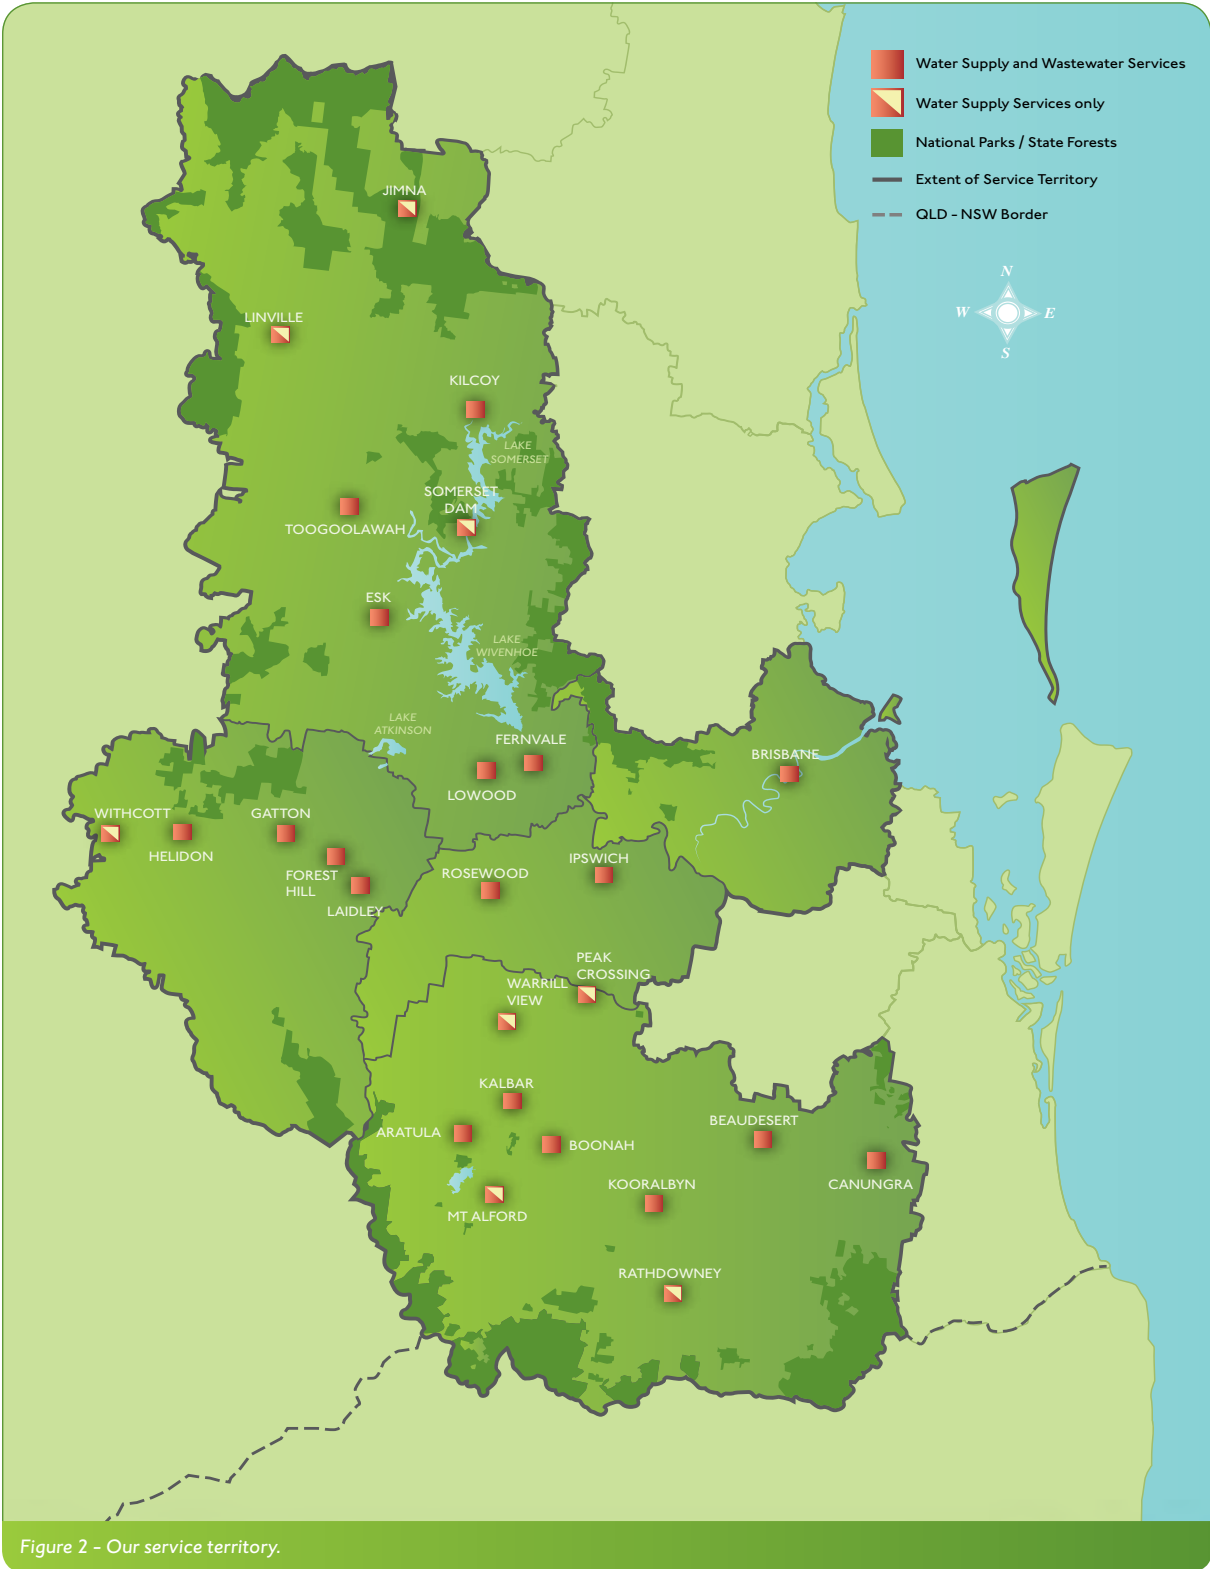 Water Supply and Wastewater Services
Water Supply Services only
National Parks / State Forests
Extent of Service Territory
QLD - NSW Border
N
W
E
S
JIMNA
LINVILLE
KILCOY
LAKE
SOMERSET
SOMERSET
DAM
TOOGOOLAWAH
ESK
LAKE
WIVENHOE
LAKE
ATKINSON
FERNVALE
LOWOOD
BRISBANE
WITHCOTT
HELIDON
GATTON
FOREST
HILL
LAIDLEY
ROSEWOOD
IPSWICH
PEAK
CROSSING
WARRILL
VIEW
KALBAR
ARATULA
BOONAH
BEAUDESERT
CANUNGRA
KOORALBYN
MT ALFORD
RATHDOWNEY
Figure 2 - Our service territory.